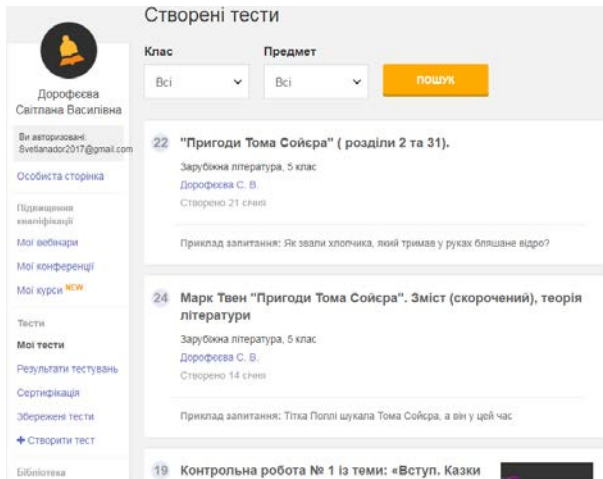 Створені тести
Клас
Предмет
Всі
Всі
ПОШУК
Дорофєєва
Світлана Василівна
Ви авторизовані:
Svetlanador2017@gmail.com
Особиста сторінка
Підвищення
кваліфікації
Мої вебінари
Мої конференції
Мої курси NEW
Тести
Мої тести
Результати тестувань
Сертифікація
Збережені тести
+ Створити тест
Бібліотека
22 "Пригоди Тома Сойєра" ( розділи 2 та 31).
Зарубіжна література, 5 клас
Дорофєєва С. В.
Створено 21 січня
Приклад запитання: Як звали хлопчика, який тримав у руках бляшане відро?
24 Марк Твен "Пригоди Тома Сойєра". Зміст (скорочений), теорія
літератури
Зарубіжна література, 5 клас
Дорофєєва С. В.
Створено 14 січня
Приклад запитання: Тітка Поллі шукала Тома Сойєра, а він у цей час
19 Контрольна робота № 1 із теми: «Вступ. Казки